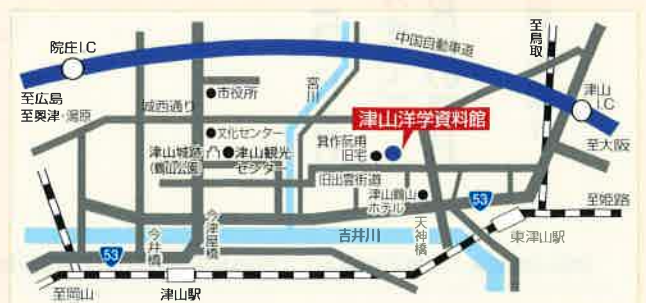 院庄I.C
中国自動車道
至鳥取
至広島
至奥津・湯原
城西通り
市役所
宮川
津山
I.C
津山洋学資料館
文化センター
箕作阮甫
旧宅
至大阪
津山城跡
(鶴山公園)
津山観光
センター
旧出雲街道
津山鶴山
ホテル
53
至姫路
今井橋
今津屋橋
吉井川
天神橋
東津山駅
53
至岡山
津山駅